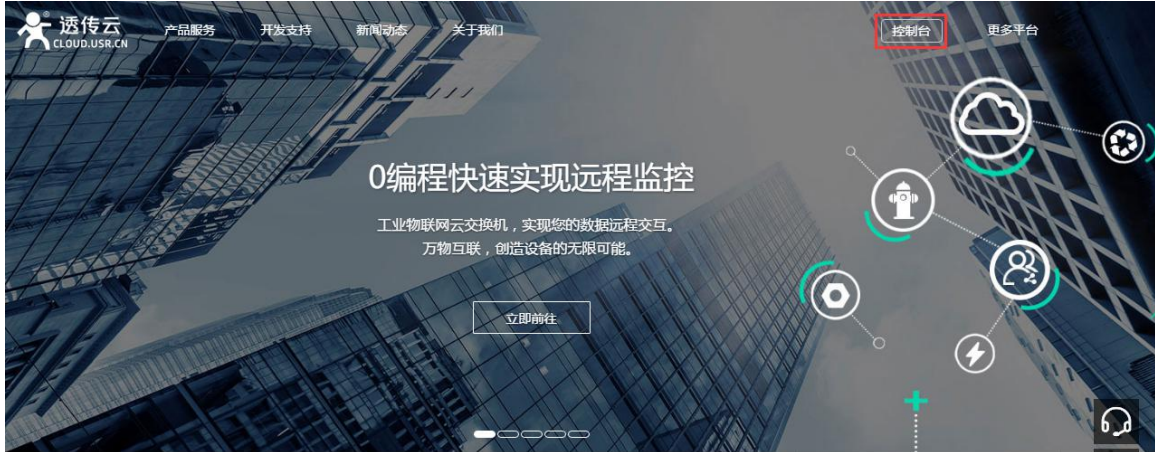 透传云
CLOUD.USR.CN
产品服务
开发支持
新闻动态
关于我们
控制台
更多平台
0编程快速实现远程监控
工业物联网云交换机，实现您的数据远程交互。
万物互联，创造设备的无限可能。
立即前往